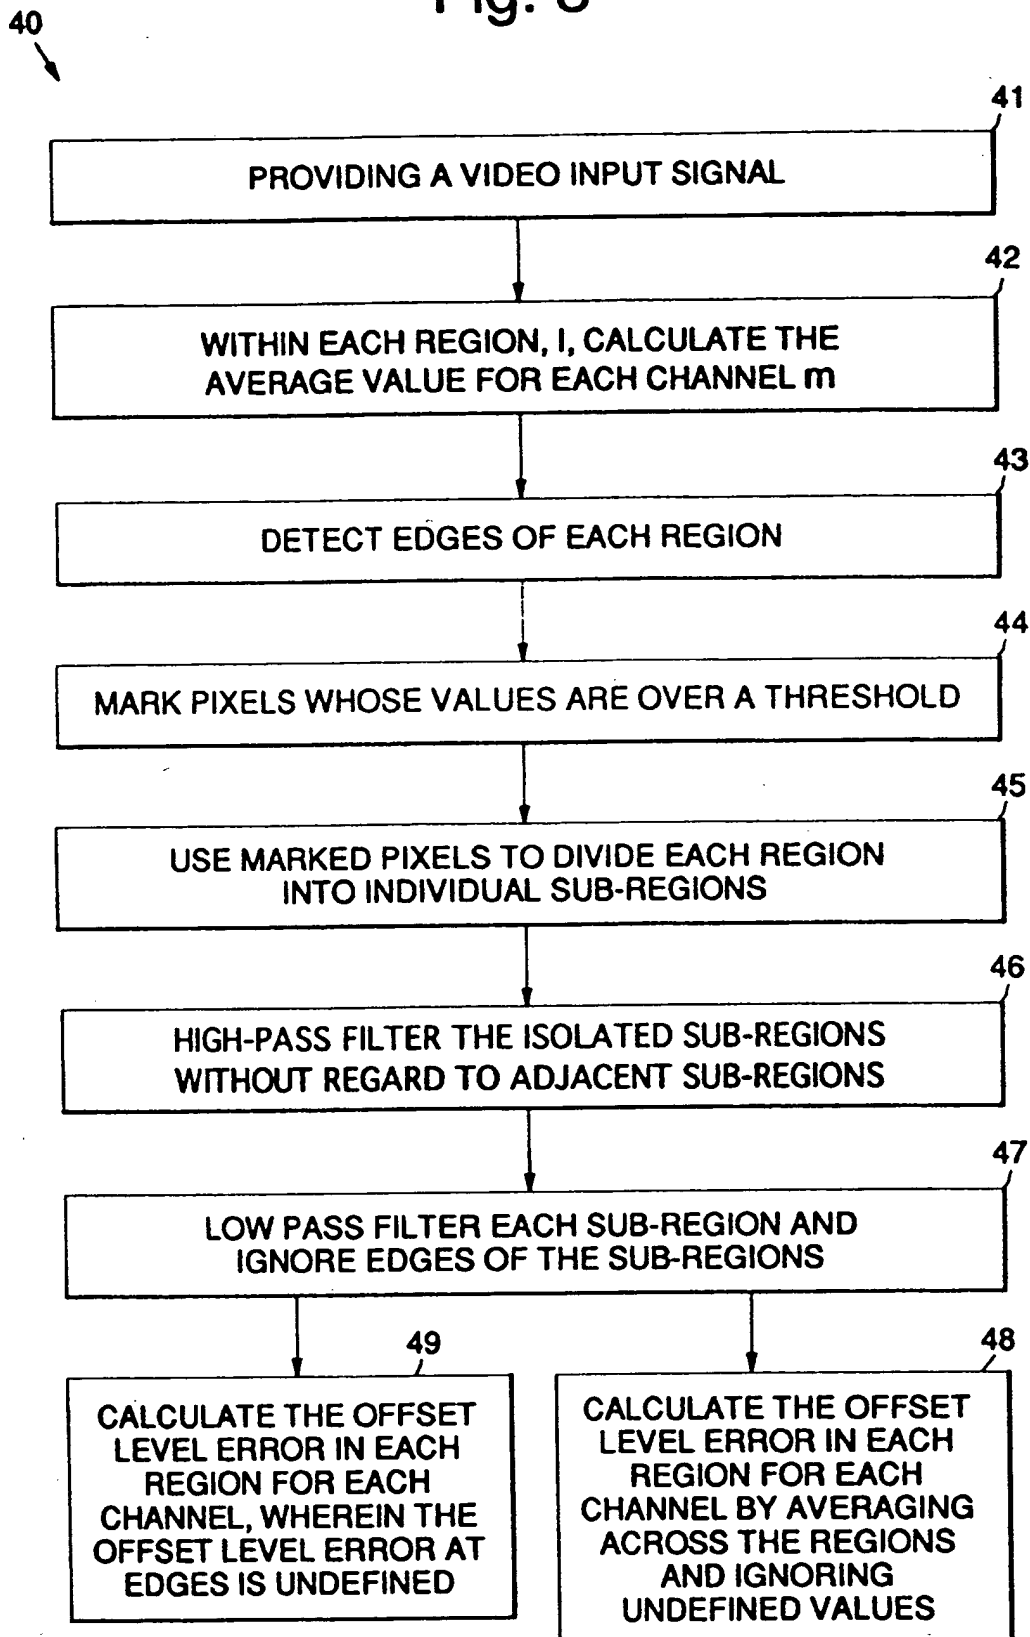 40
41
PROVIDING A VIDEO INPUT SIGNAL
42
WITHIN EACH REGION, I, CALCULATE THE
AVERAGE VALUE FOR EACH CHANNEL m
43
DETECT EDGES OF EACH REGION
44
MARK PIXELS WHOSE VALUES ARE OVER A THRESHOLD
45
USE MARKED PIXELS TO DIVIDE EACH REGION
INTO INDIVIDUAL SUB-REGIONS
46
HIGH-PASS FILTER THE ISOLATED SUB-REGIONS
WITHOUT REGARD TO ADJACENT SUB-REGIONS
47
LOW PASS FILTER EACH SUB-REGION AND
IGNORE EDGES OF THE SUB-REGIONS
49
CALCULATE THE OFFSET
LEVEL ERROR IN EACH
REGION FOR EACH
CHANNEL, WHEREIN THE
OFFSET LEVEL ERROR AT
EDGES IS UNDEFINED
48
CALCULATE THE OFFSET
LEVEL ERROR IN EACH
REGION FOR EACH
CHANNEL BY AVERAGING
ACROSS THE REGIONS
AND IGNORING
UNDEFINED VALUES